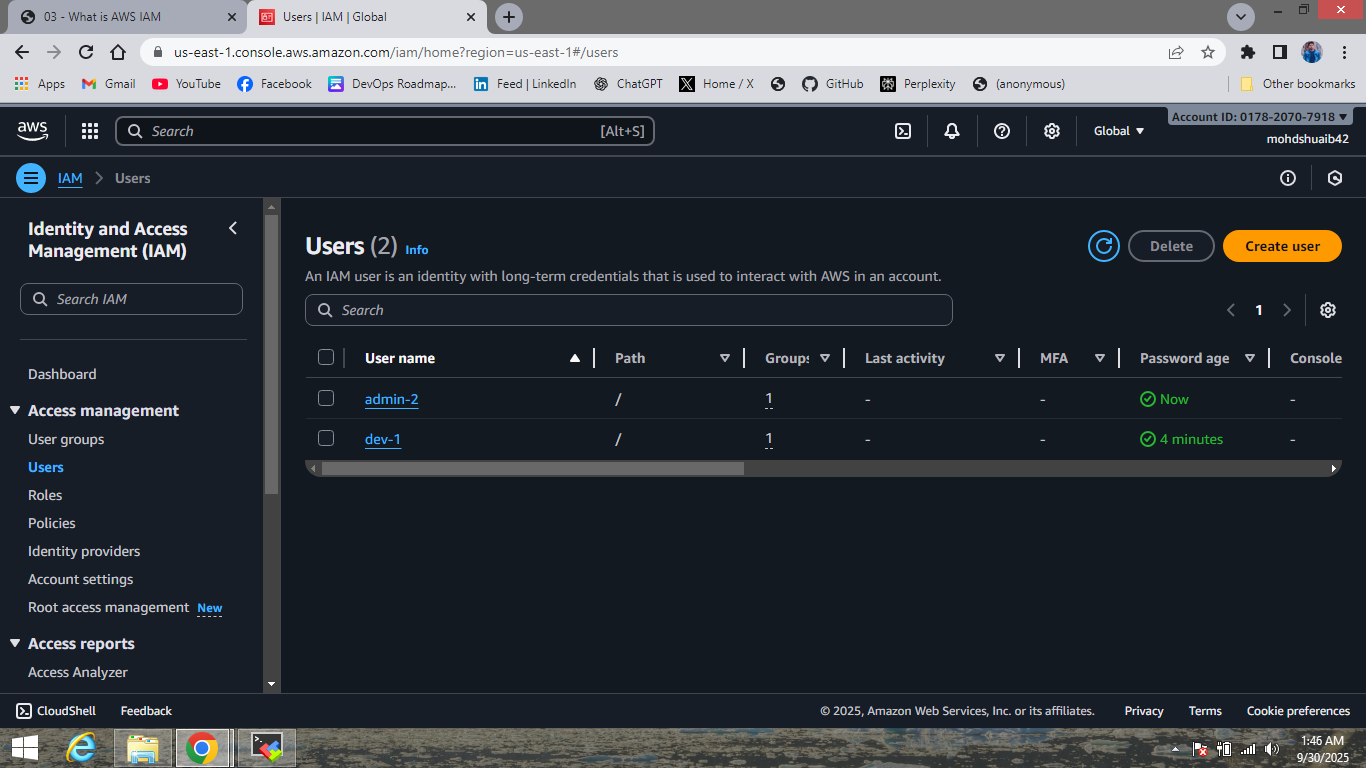 03 - What is AWS IAM
Users | IAM | Global
us-east-1.console.aws.amazon.com/iam/home?region=us-east-1#/users
Apps
Gmail
YouTube
Facebook
DevOps Roadmap...
Feed | LinkedIn
ChatGPT
Home / X
GitHub
Perplexity
(anonymous)
Other bookmarks
aws
Search
[Alt+S]
Global
Account ID: 0178-2070-7918
mohdshuaib42
IAM
Users
Identity and Access
Management (IAM)
Search IAM
Dashboard
Access management
User groups
Users
Roles
Policies
Identity providers
Account settings
Root access management New
Access reports
Access Analyzer
Users (2) Info
Delete
Create user
An IAM user is an identity with long-term credentials that is used to interact with AWS in an account.
Search
1
User name Path Groups Last activity MFA Password age Console
admin-2 / 1 - - Now -
dev-1 / 1 - - 4 minutes -
CloudShell
Feedback
© 2025, Amazon Web Services, Inc. or its affiliates.
Privacy
Terms
Cookie preferences
1:46 AM
9/30/2025